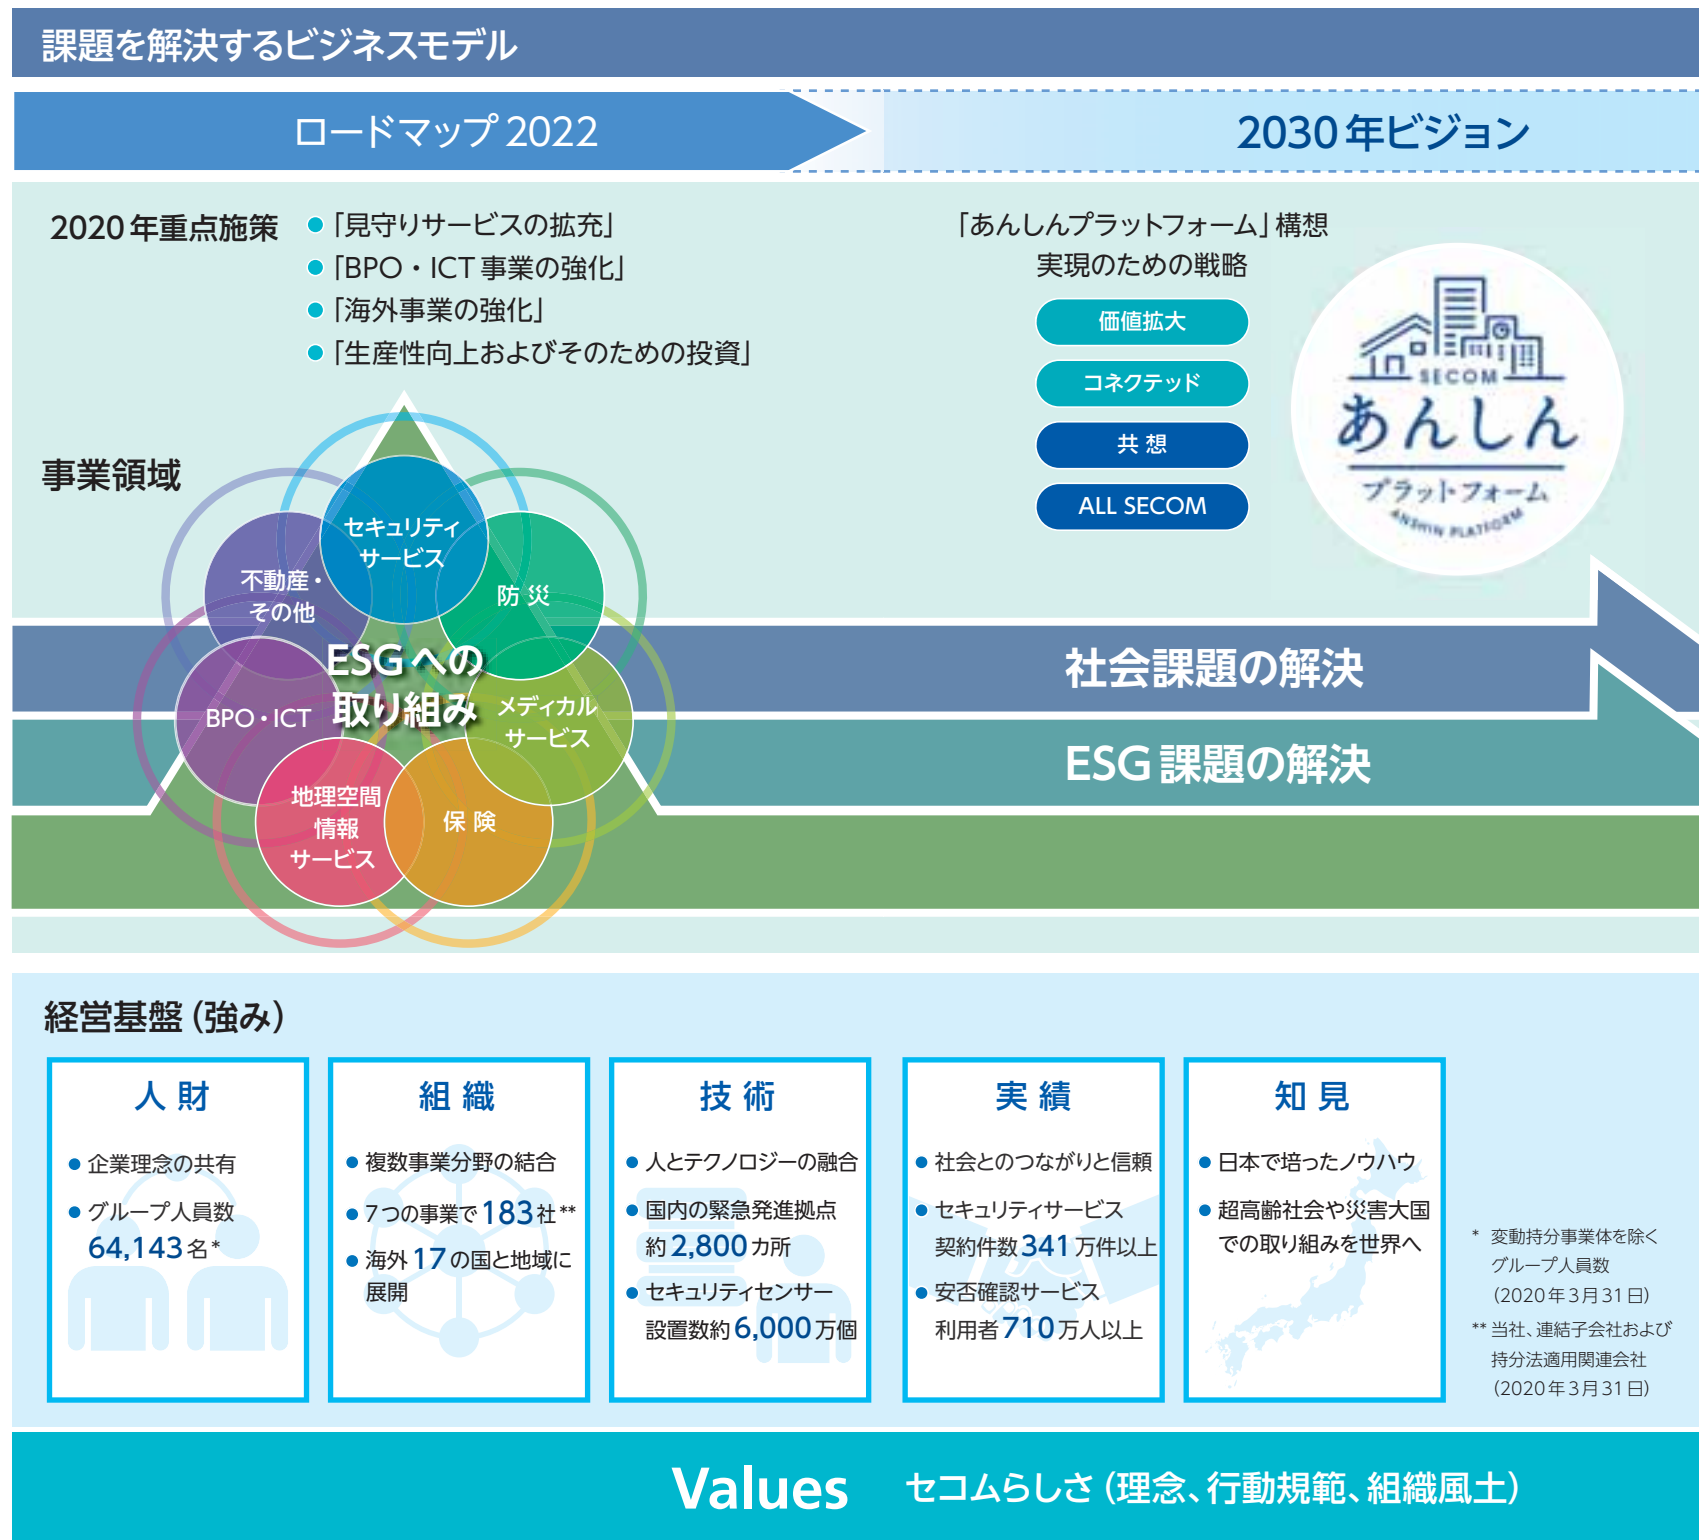 課題を解決するビジネスモデル
ロードマップ 2022
2030年ビジョン
2020年重点施策
●「見守りサービスの拡充」
●「BPO・ICT事業の強化」
●「海外事業の強化」
●「生産性向上およびそのための投資」
「あんしんプラットフォーム」構想
実現のための戦略
価値拡大
コネクテッド
共想
ALL SECOM
SECOM
あんしん
プラットフォーム
ANSHIN PLATFORM
事業領域
セキュリティ
サービス
不動産・
その他
防災
ESGへの
取り組み
BPO・ICT
メディカル
サービス
地理空間
情報
サービス
保険
社会課題の解決
ESG課題の解決
経営基盤（強み）
人財
●企業理念の共有
●グループ人員数
64,143名*
組織
●複数事業分野の結合
●7つの事業で183社**
●海外17の国と地域に
展開
技術
●人とテクノロジーの融合
●国内の緊急発進拠点
約2,800カ所
●セキュリティセンサー
設置数約6,000万個
実績
●社会とのつながりと信頼
●セキュリティサービス
契約件数341万件以上
●安否確認サービス
利用者710万人以上
知見
●日本で培ったノウハウ
●超高齢社会や災害大国
での取り組みを世界へ
* 変動持分事業体を除く
グループ人員数
（2020年3月31日）
** 当社、連結子会社および
持分法適用関連会社
（2020年3月31日）
Values セコムらしさ（理念、行動規範、組織風土）